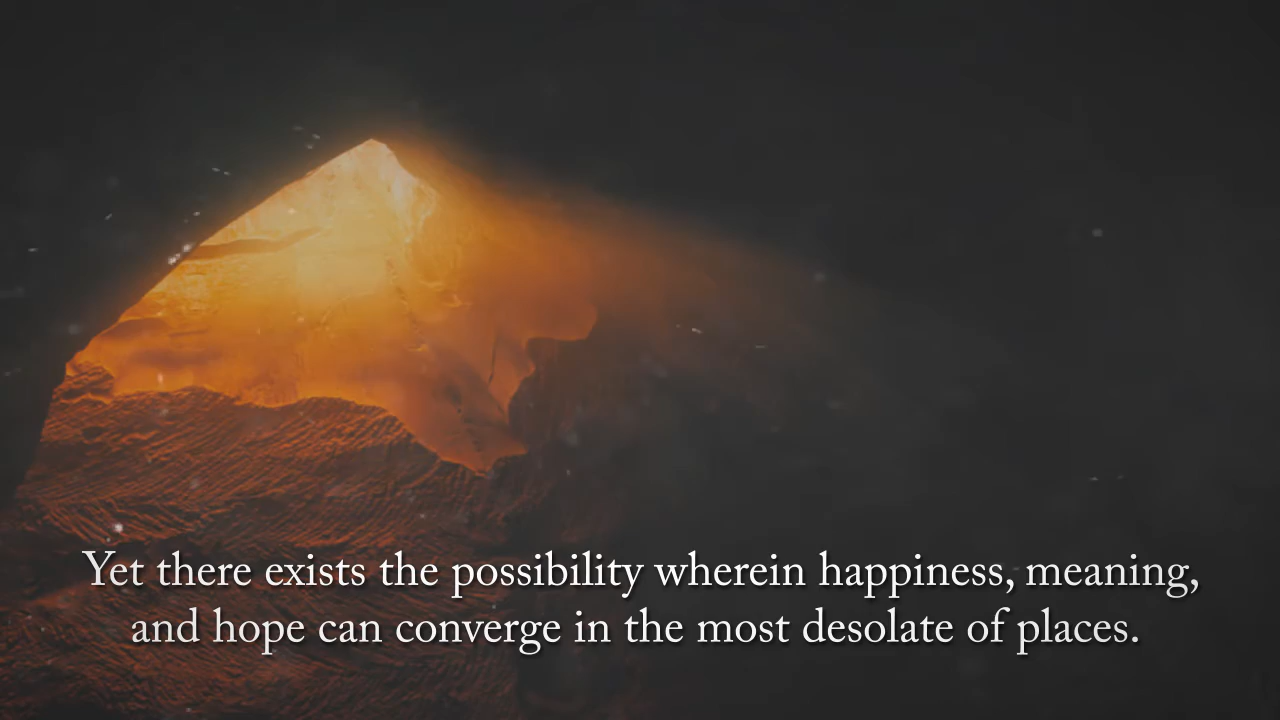 Yet there exists the possibility wherein happiness, meaning,
and hope can converge in the most desolate of places.